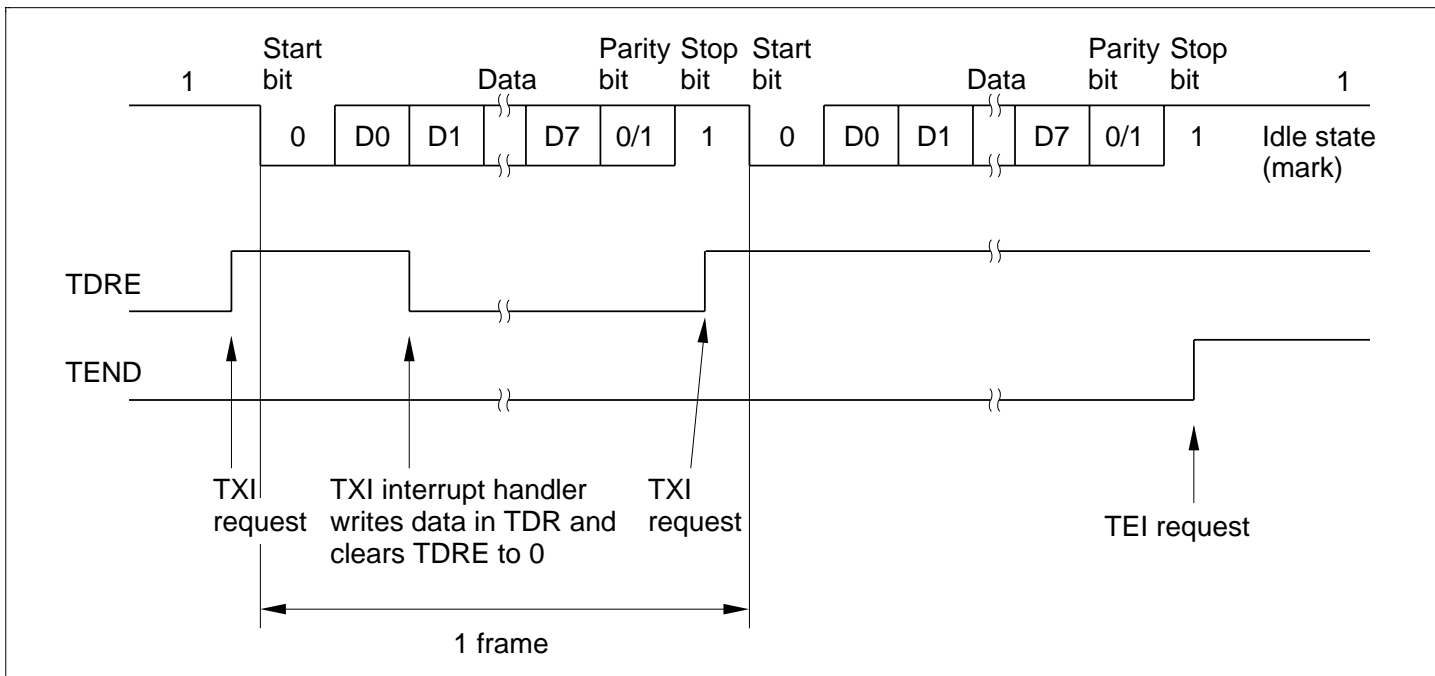 Start Parity Stop Start Parity Stop
1 bit Data bit bit bit Data bit bit 1
0 D0 D1 D7 0/1 1 0 D0 D1 D7 0/1 1 Idle state
(mark)
TDRE
TEND
TXI TXI interrupt handler TXI
request writes data in TDR and request
clears TDRE to 0
TEI request
1 frame